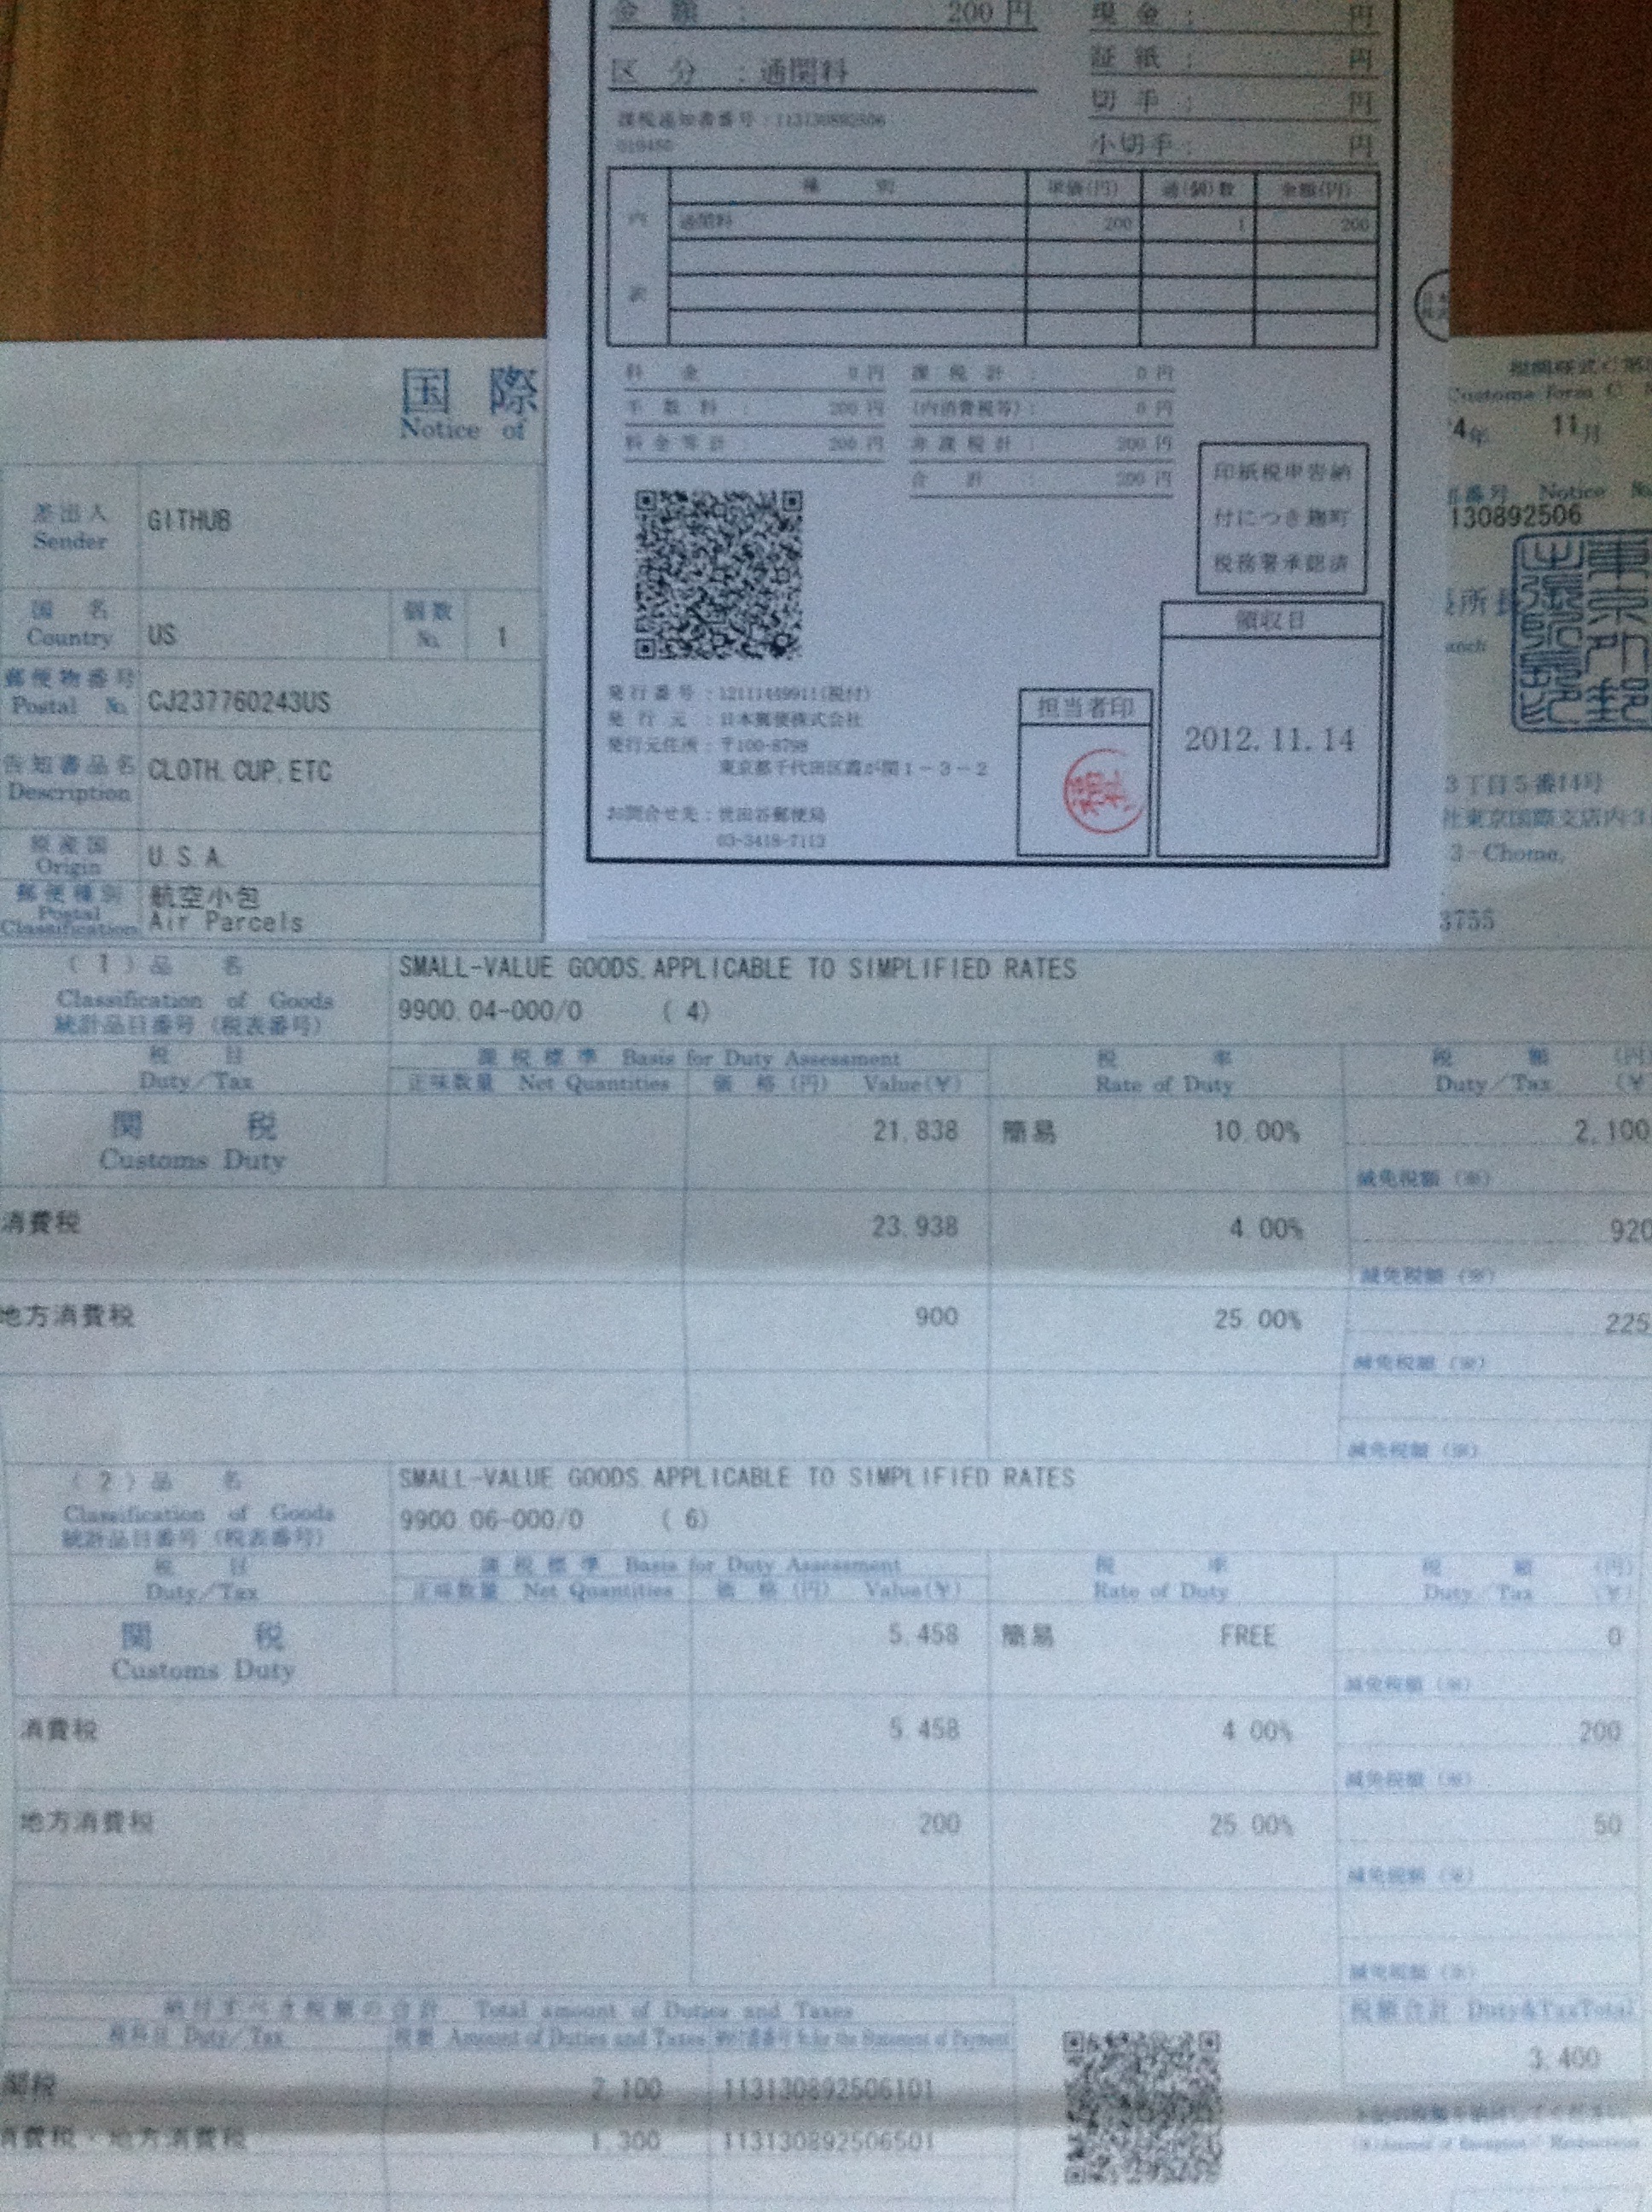 金額: 200円
現金: 円
区分:通関料
証紙: 円
切手: 円
課税通知書番号:113130892506
小切手: 円
010450
種別 単価(円) 通(個)数 金額(円)
内訳
通関料 200 1 200
料金: 0円 課税計: 0円
手数料: 200円 (内消費税等): 0円
料金等計: 200円 非課税計: 200円
合計: 200円
印紙税申告納
付につき麹町
税務署承認済
領収日
2012.11.14
担当者印
発行元:日本郵便株式会社
発行元住所:〒100-8798
東京都千代田区霞が関1-3-2
お問合せ先:世田谷郵便局
03-3418-7113
国際
Notice of
Customs form C
4年 11月
番号 Notice No
130892506
所長
anch
3丁目5番14号
社東京国際支店内3
3-Chome,
3755
差出人 GITHUB
Sender
国名 US 個数 1
Country No.
郵便物番号 CJ237760243US
Postal No.
告知書品名 CLOTH.CUP.ETC
Description
原産国 U.S.A.
Origin
郵便種別 航空小包
Postal Classification Air Parcels
(1)品名 SMALL-VALUE GOODS.APPLICABLE TO SIMPLIFIED RATES
Classification of Goods 9900.04-000/0 (4)
統計品目番号(税表番号)
税目 課税標準 Basis for Duty Assessment 税率 税額 (円)
Duty/Tax 正味数量 Net Quantities 価格(円) Value(¥) Rate of Duty Duty/Tax (¥
関税 21,838 簡易 10.00% 2,100
Customs Duty
減免税額(※)
消費税 23,938 4.00% 920
減免税額(※)
地方消費税 900 25.00% 225
減免税額(※)
減免税額(※)
(2)品名 SMALL-VALUE GOODS.APPLICABLE TO SIMPLIFIED RATES
Classification of Goods 9900.06-000/0 (6)
統計品目番号(税表番号)
税目 課税標準 Basis for Duty Assessment 税率 税額 (円)
Duty/Tax 正味数量 Net Quantities 価格(円) Value(¥) Rate of Duty Duty/Tax (¥)
関税 5,458 簡易 FREE 0
Customs Duty
減免税額(※)
消費税 5,458 4.00% 200
減免税額(※)
地方消費税 200 25.00% 50
減免税額(※)
減免税額(※)
納付すべき税額の合計 Total amount of Duties and Taxes
税額合計 Duty&TaxTotal
税科目 Duty/Tax 税額 Amount of Duties and Taxes 納付書番号 No. for the Statement of Payment
3,400
関税 2,100 113130892506101
消費税・地方消費税 1,300 113130892506501